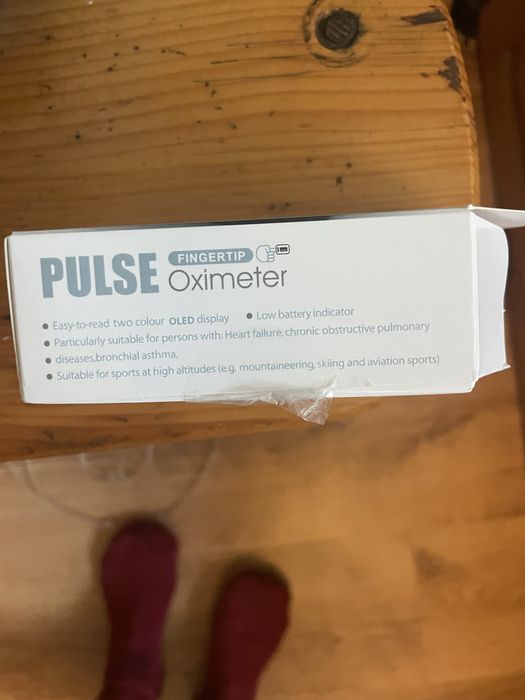 PULSE FINGERTIP Oximeter
Easy-to-read two colour OLED display • Low battery indicator
• Particularly suitable for persons with: Heart failure, chronic obstructive pulmonary
• diseases,bronchial asthma,
• Suitable for sports at high altitudes (e.g. mountaineering, skiing and aviation sports)